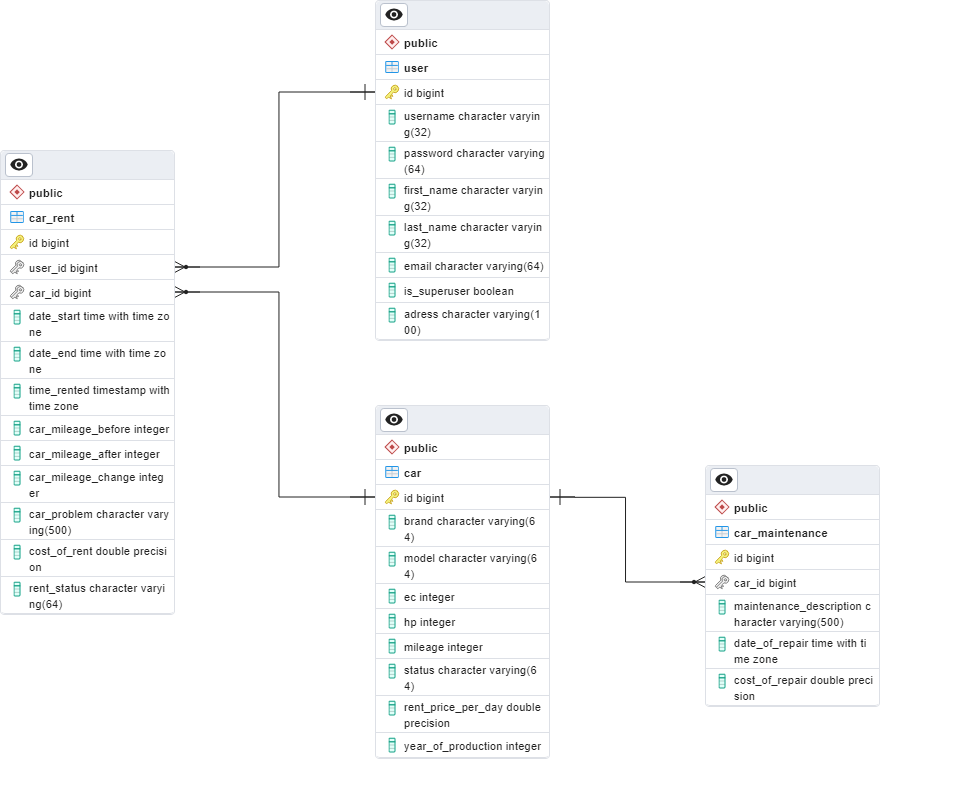 public
user
id bigint
username character varyin
g(32)
password character varying
(64)
first_name character varyin
g(32)
last_name character varyin
g(32)
email character varying(64)
is_superuser boolean
adress character varying(1
00)
public
car_rent
id bigint
user_id bigint
car_id bigint
date_start time with time zo
ne
date_end time with time zo
ne
time_rented timestamp with
time zone
car_mileage_before integer
car_mileage_after integer
car_mileage_change integ
er
car_problem character vary
ing(500)
cost_of_rent double precisi
on
rent_status character varyi
ng(64)
public
car
id bigint
brand character varying(6
4)
model character varying(6
4)
ec integer
hp integer
mileage integer
status character varying(6
4)
rent_price_per_day double
precision
year_of_production integer
public
car_maintenance
id bigint
car_id bigint
maintenance_description c
haracter varying(500)
date_of_repair time with ti
me zone
cost_of_repair double preci
sion